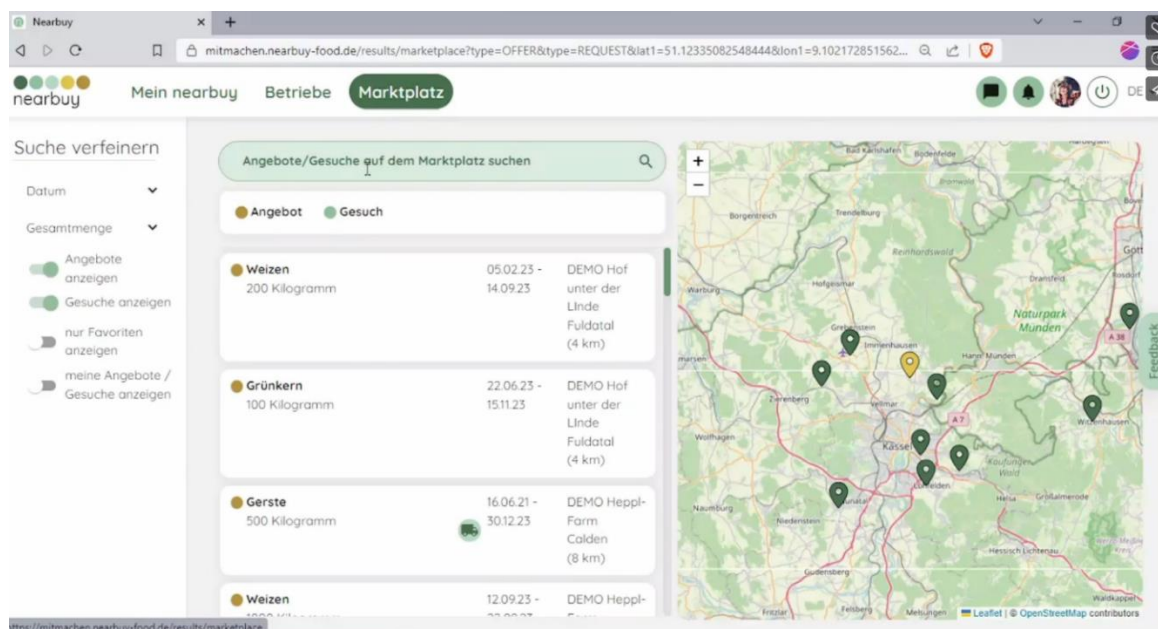 Nearbuy
mitmachen.nearbuy-food.de/results/marketplace?type=OFFER&type=REQUEST&lat1=51.12335082548444&lon1=9.102172851562...
nearbuy
Mein nearbuy
Betriebe
Marktplatz
DE
Suche verfeinern
Datum
Gesamtmenge
Angebote
anzeigen
Gesuche anzeigen
nur Favoriten
anzeigen
meine Angebote /
Gesuche anzeigen
Angebote/Gesuche auf dem Marktplatz suchen
Angebot
Gesuch
Weizen
200 Kilogramm
05.02.23 -
14.09.23
DEMO Hof
unter der
LInde
Fuldatal
(4 km)
Grünkern
100 Kilogramm
22.06.23 -
15.11.23
DEMO Hof
unter der
LInde
Fuldatal
(4 km)
Gerste
500 Kilogramm
16.06.21 -
30.12.23
DEMO Heppl-
Farm
Calden
(8 km)
Weizen
12.09.23 -
DEMO Heppl-
+
−
Bad Karlshafen
Bodenfelde
Bramwald
Borgentreich
Trendelburg
Reinhardswald
Gött
Warburg
Hofgeismar
Dransfeld
Rosdorf
Naturpark
Münden
Grebenstein
Immenhausen
A 38
Hann. Münden
Zierenberg
Vellmar
A 7
Witzenhausen
Wolfhagen
Kassel
Kaufunger
Wald
Helsa
Großalmerode
Naumburg
Niedenstein
Hessisch Lichtenau
Gudensberg
Waldkappel
Fritzlar
Felsberg
Melsungen
Leaflet | © OpenStreetMap contributors
Feedback
https://mitmachen.nearbuy-food.de/results/marketplace